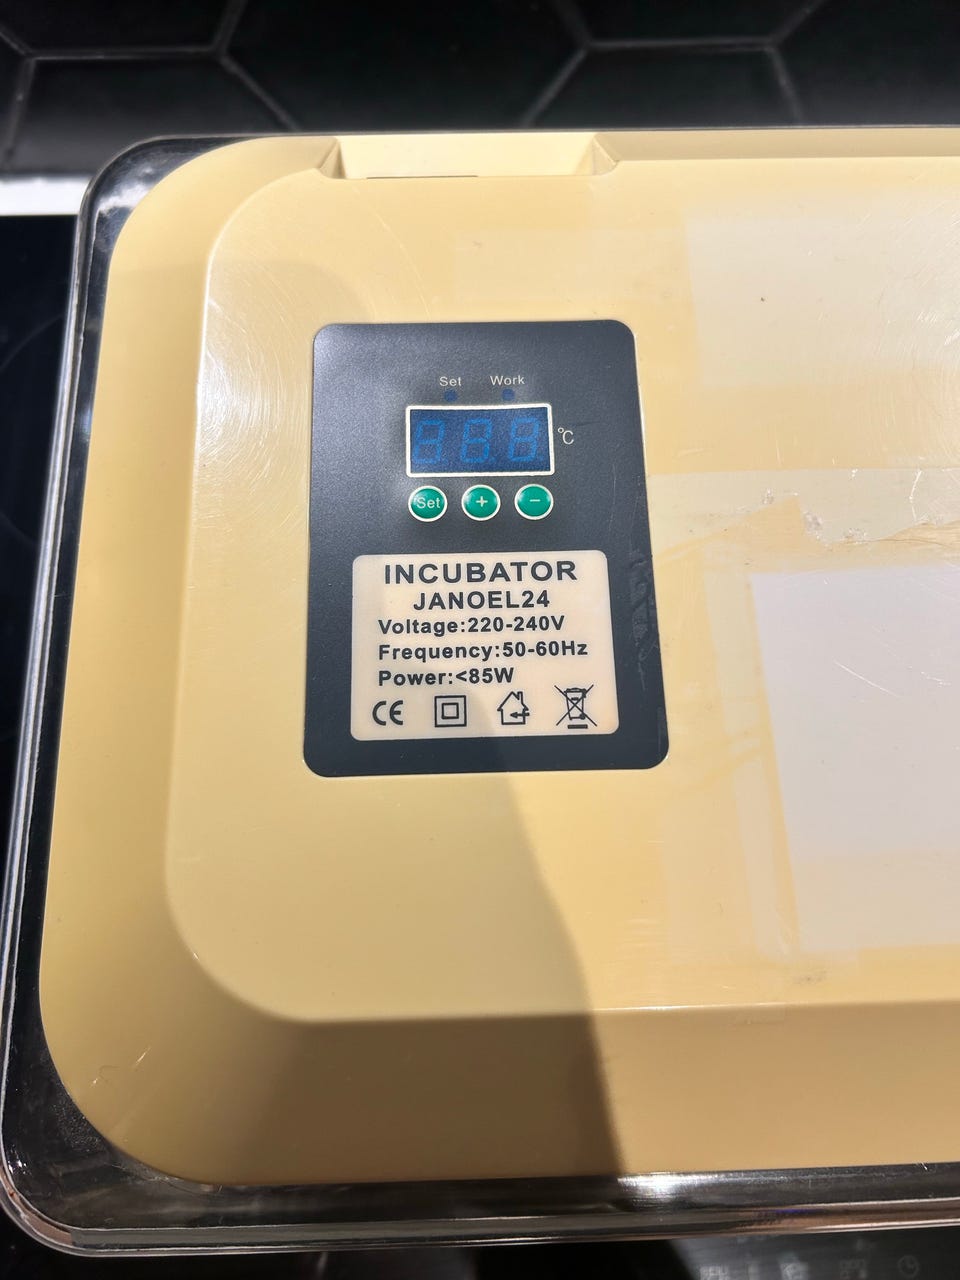 Set Work
°C
Set + −
INCUBATOR
JANOEL24
Voltage:220-240V
Frequency:50-60Hz
Power:<85W
CE